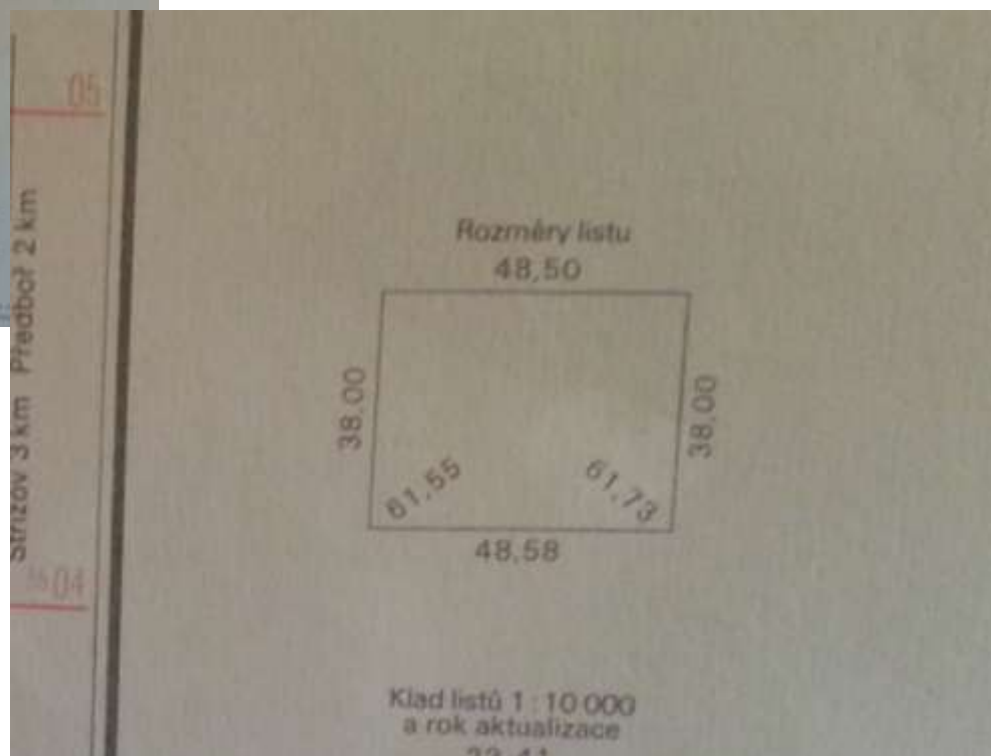 05
Střížov 3 km Předboř 2 km
04
Rozměry listu
48,50
38,00
38,00
61,55
61,73
48,58
Klad listů 1 : 10 000
a rok aktualizace